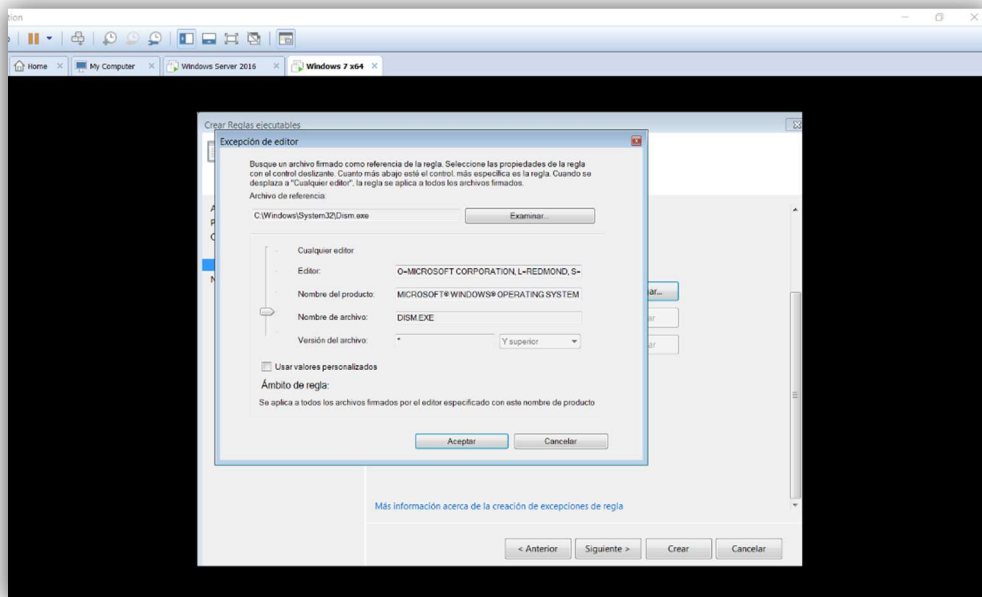 tion
Home
My Computer
Windows Server 2016
Windows 7 x64
Crear Reglas ejecutables
Excepción de editor
Busque un archivo firmado como referencia de la regla. Seleccione las propiedades de la regla
con el control deslizante. Cuanto más abajo esté el control, más específica es la regla. Cuando se
desplaza a "Cualquier editor", la regla se aplica a todos los archivos firmados.
Archivo de referencia:
C:\Windows\System32\Dism.exe
Examinar...
Cualquier editor
Editor:
O=MICROSOFT CORPORATION, L=REDMOND, S=
Nombre del producto:
MICROSOFT® WINDOWS® OPERATING SYSTEM
Nombre de archivo:
DISM.EXE
Versión del archivo:
*
Y superior
Usar valores personalizados
Ámbito de regla:
Se aplica a todos los archivos firmados por el editor especificado con este nombre de producto
Aceptar
Cancelar
ar...
ar
ar
Más información acerca de la creación de excepciones de regla
< Anterior
Siguiente >
Crear
Cancelar